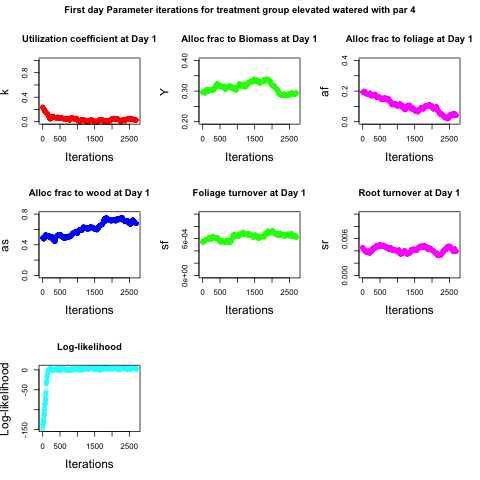 First day Parameter iterations for treatment group elevated watered with par 4
Utilization coefficient at Day 1
k
0.0 0.4 0.8
0 500 1500 2500
Iterations
Alloc frac to Biomass at Day 1
Y
0.20 0.30 0.40
0 500 1500 2500
Iterations
Alloc frac to foliage at Day 1
af
0.0 0.2 0.4
0 500 1500 2500
Iterations
Alloc frac to wood at Day 1
as
0.0 0.4 0.8
0 500 1500 2500
Iterations
Foliage turnover at Day 1
sf
0e+00 6e-04
0 500 1500 2500
Iterations
Root turnover at Day 1
sr
0.000 0.006
0 500 1500 2500
Iterations
Log-likelihood
Log-likelihood
-150 -50 0
0 500 1500 2500
Iterations